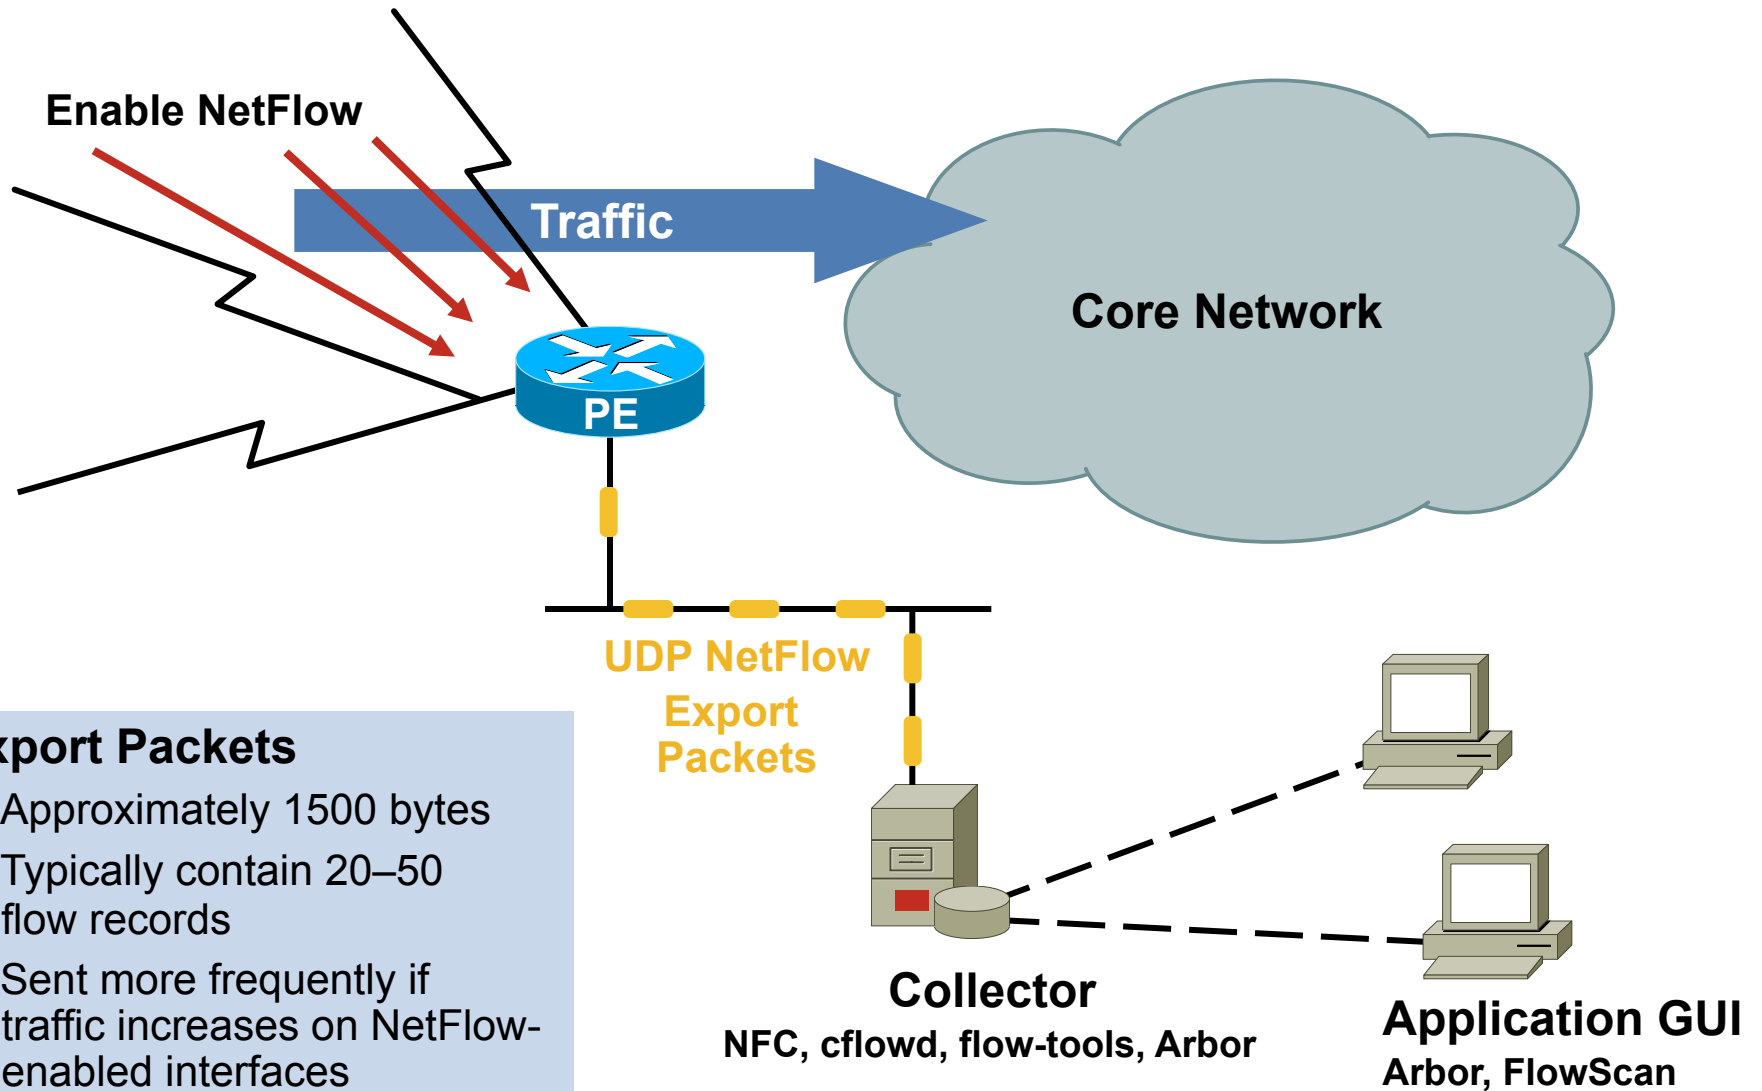 Enable NetFlow
Traffic
Core Network
PE
UDP NetFlow
Export
Packets
xport Packets
Approximately 1500 bytes
Typically contain 20–50
flow records
Sent more frequently if
traffic increases on NetFlow-
enabled interfaces
Collector
NFC, cflowd, flow-tools, Arbor
Application GUI
Arbor, FlowScan